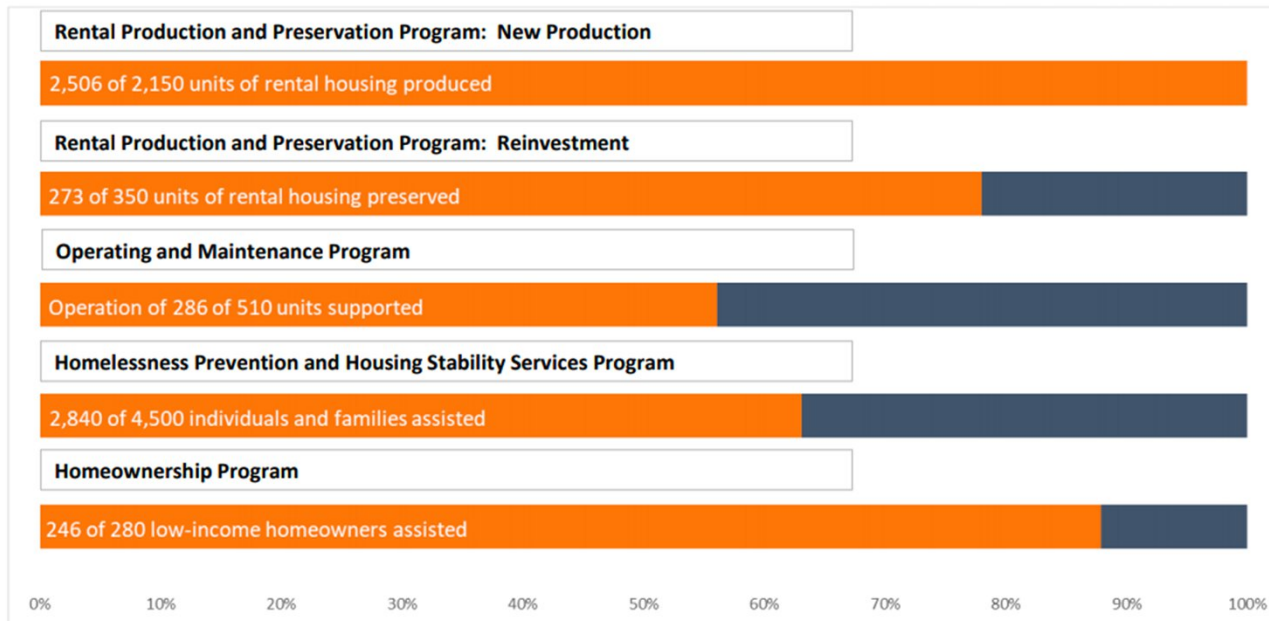 Rental Production and Preservation Program:  New Production
2,506 of 2,150 units of rental housing produced
Rental Production and Preservation Program:  Reinvestment
273 of 350 units of rental housing preserved
Operating and Maintenance Program
Operation of 286 of 510 units supported
Homelessness Prevention and Housing Stability Services Program
2,840 of 4,500 individuals and families assisted
Homeownership Program
246 of 280 low-income homeowners assisted
0% 10% 20% 30% 40% 50% 60% 70% 80% 90% 100%